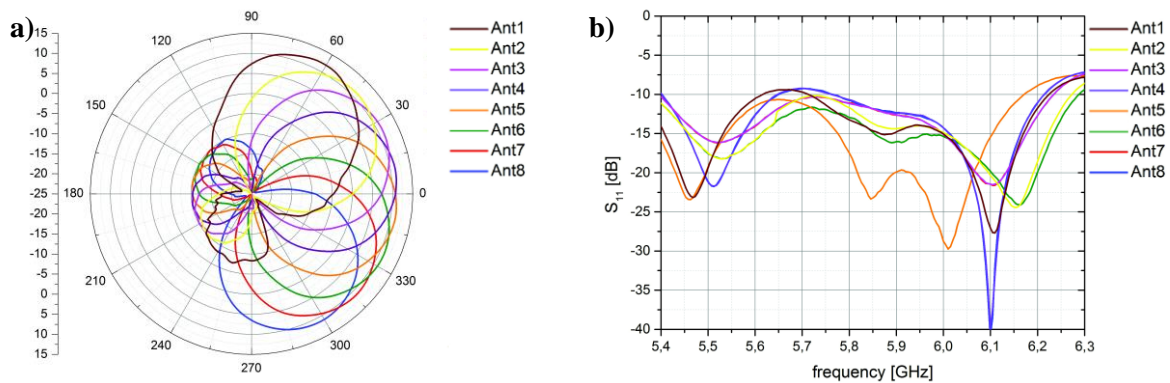 a)
15
10
5
0
-5
-10
-15
-20
-25
-20
-15
-10
-5
0
5
10
15
90
120
60
150
30
180
0
210
330
240
300
270
Ant1
Ant2
Ant3
Ant4
Ant5
Ant6
Ant7
Ant8
b)
0
-5
-10
-15
-20
-25
-30
-35
-40
S11 [dB]
5,4
5,5
5,6
5,7
5,8
5,9
6,0
6,1
6,2
6,3
frequency [GHz]
Ant1
Ant2
Ant3
Ant4
Ant5
Ant6
Ant7
Ant8